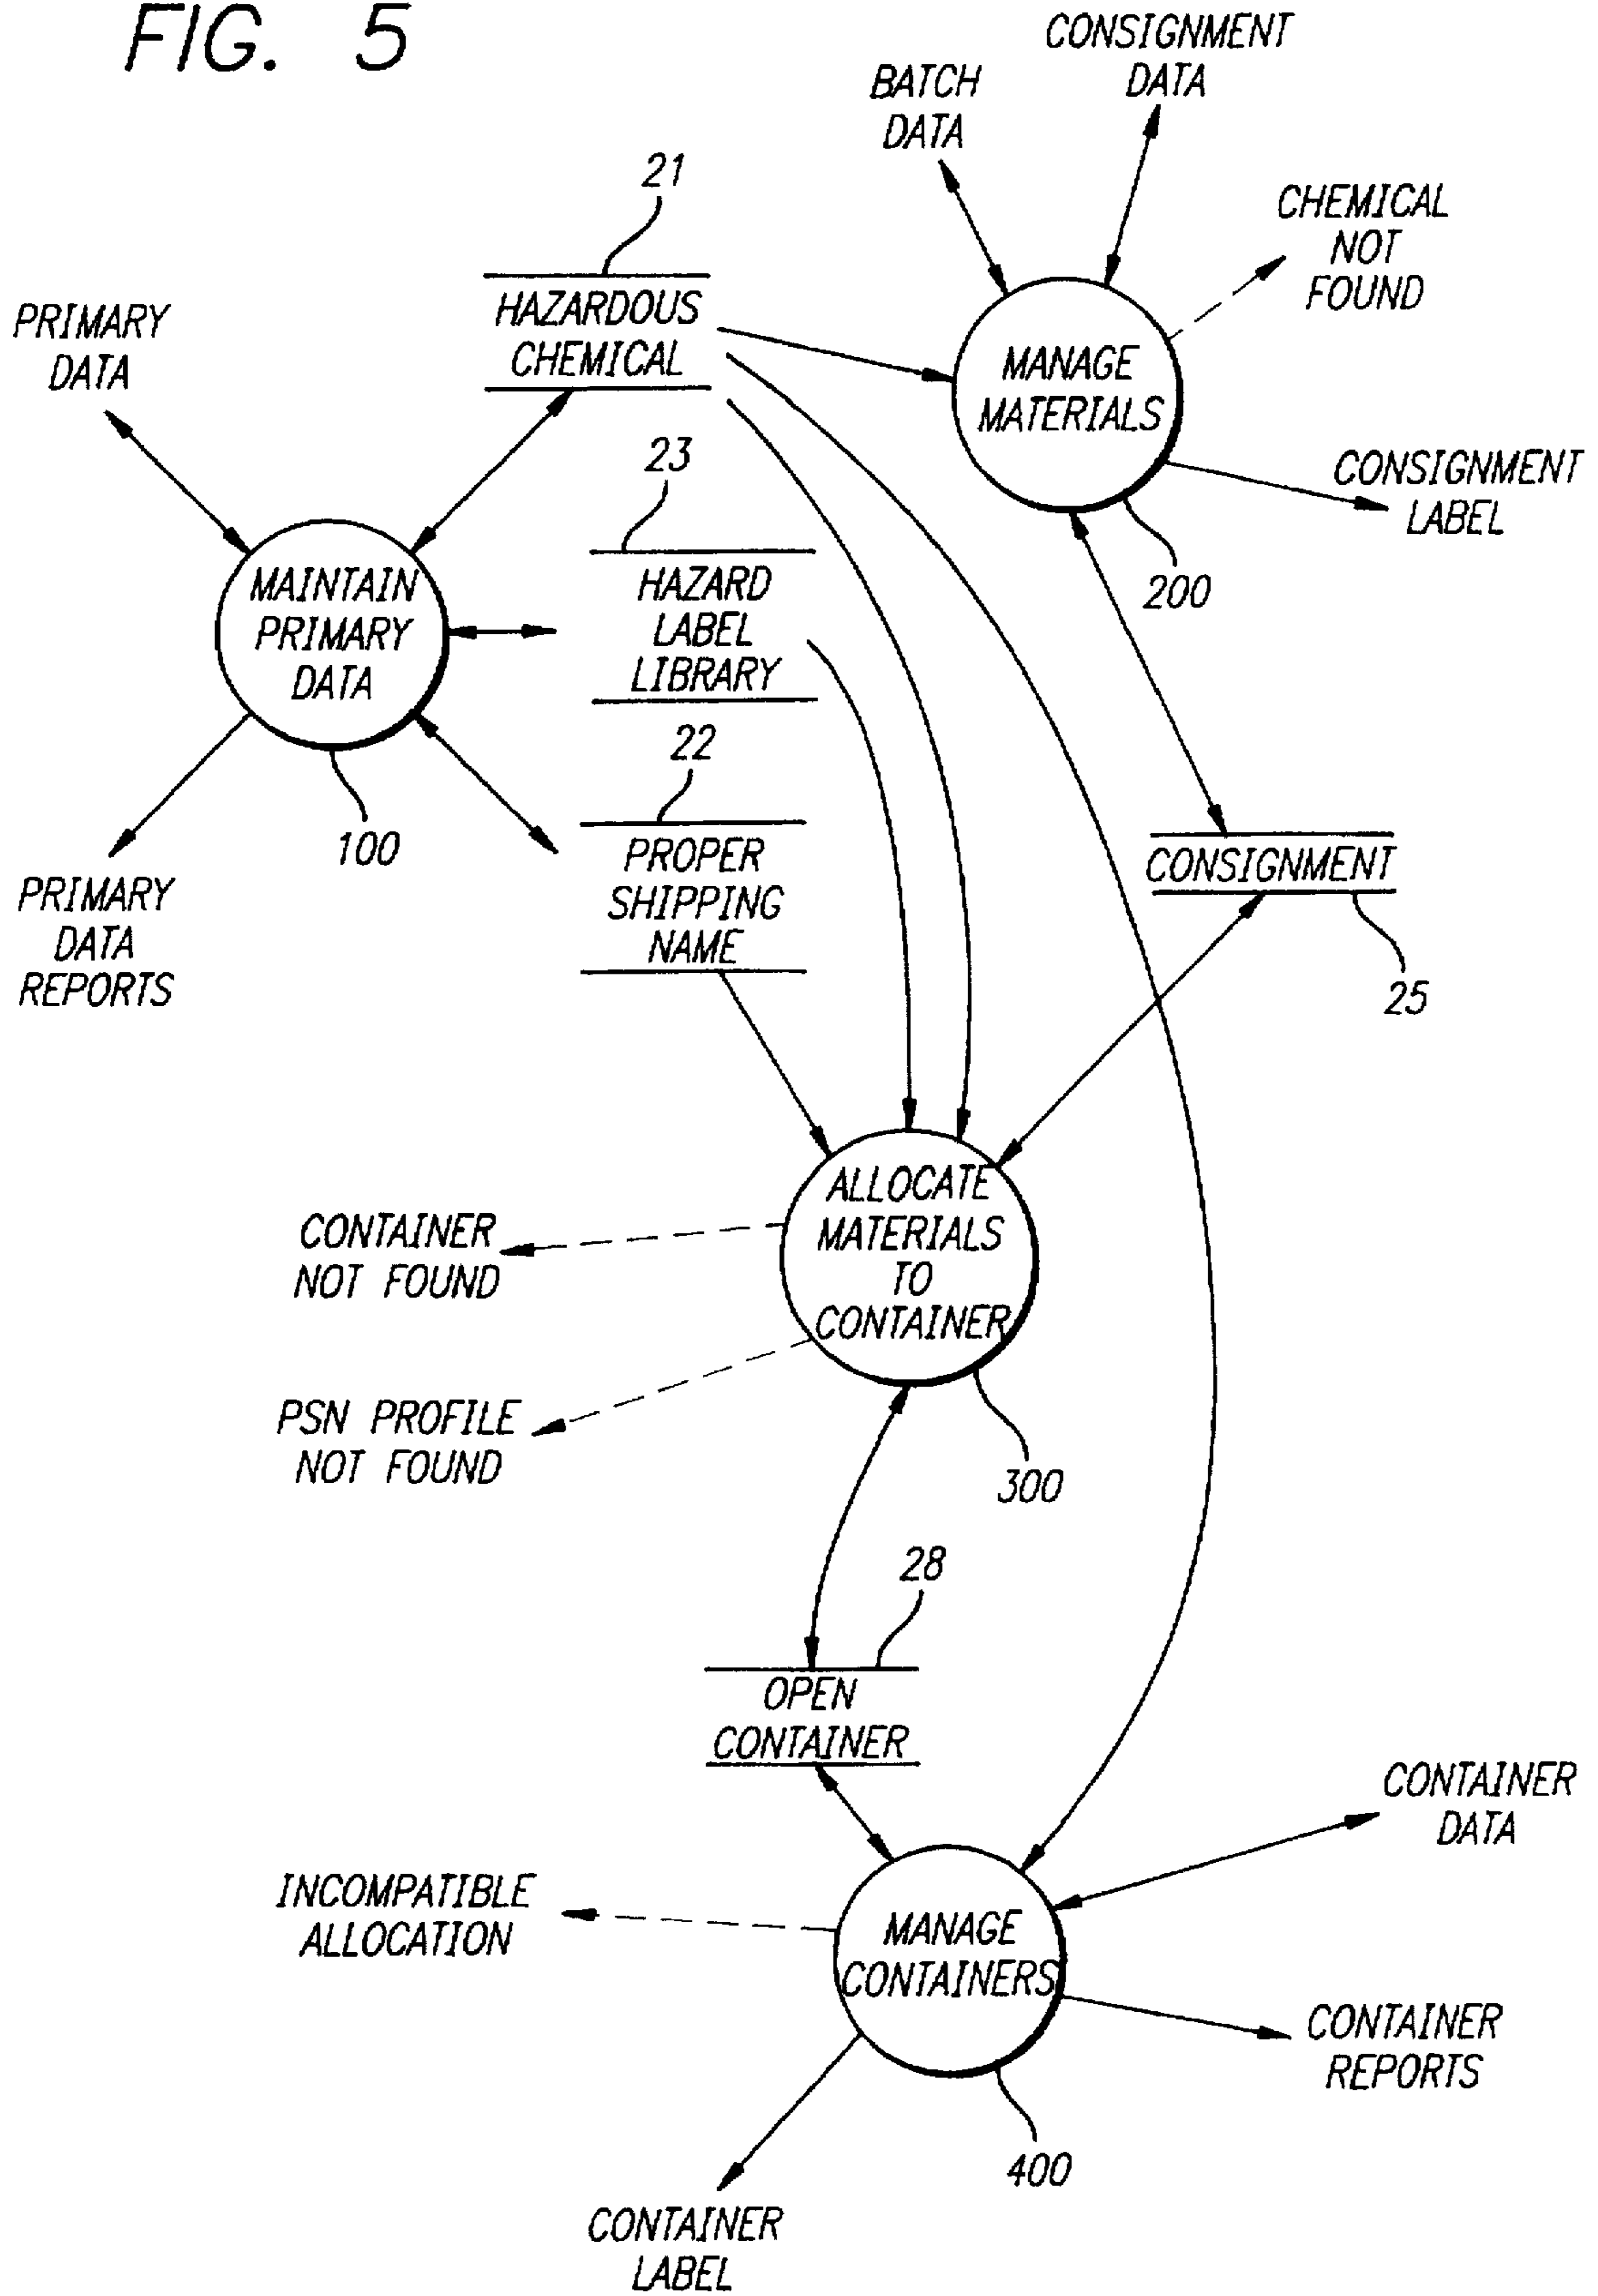 FIG. 5
CONSIGNMENT
DATA
BATCH
DATA
CHEMICAL
NOT
FOUND
21
HAZARDOUS
CHEMICAL
PRIMARY
DATA
MANAGE
MATERIALS
CONSIGNMENT
LABEL
200
23
HAZARD
LABEL
LIBRARY
MAINTAIN
PRIMARY
DATA
100
22
PROPER
SHIPPING
NAME
PRIMARY
DATA
REPORTS
CONSIGNMENT
25
ALLOCATE
MATERIALS
TO
CONTAINER
CONTAINER
NOT FOUND
PSN PROFILE
NOT FOUND
300
28
OPEN
CONTAINER
CONTAINER
DATA
INCOMPATIBLE
ALLOCATION
MANAGE
CONTAINERS
CONTAINER
REPORTS
400
CONTAINER
LABEL